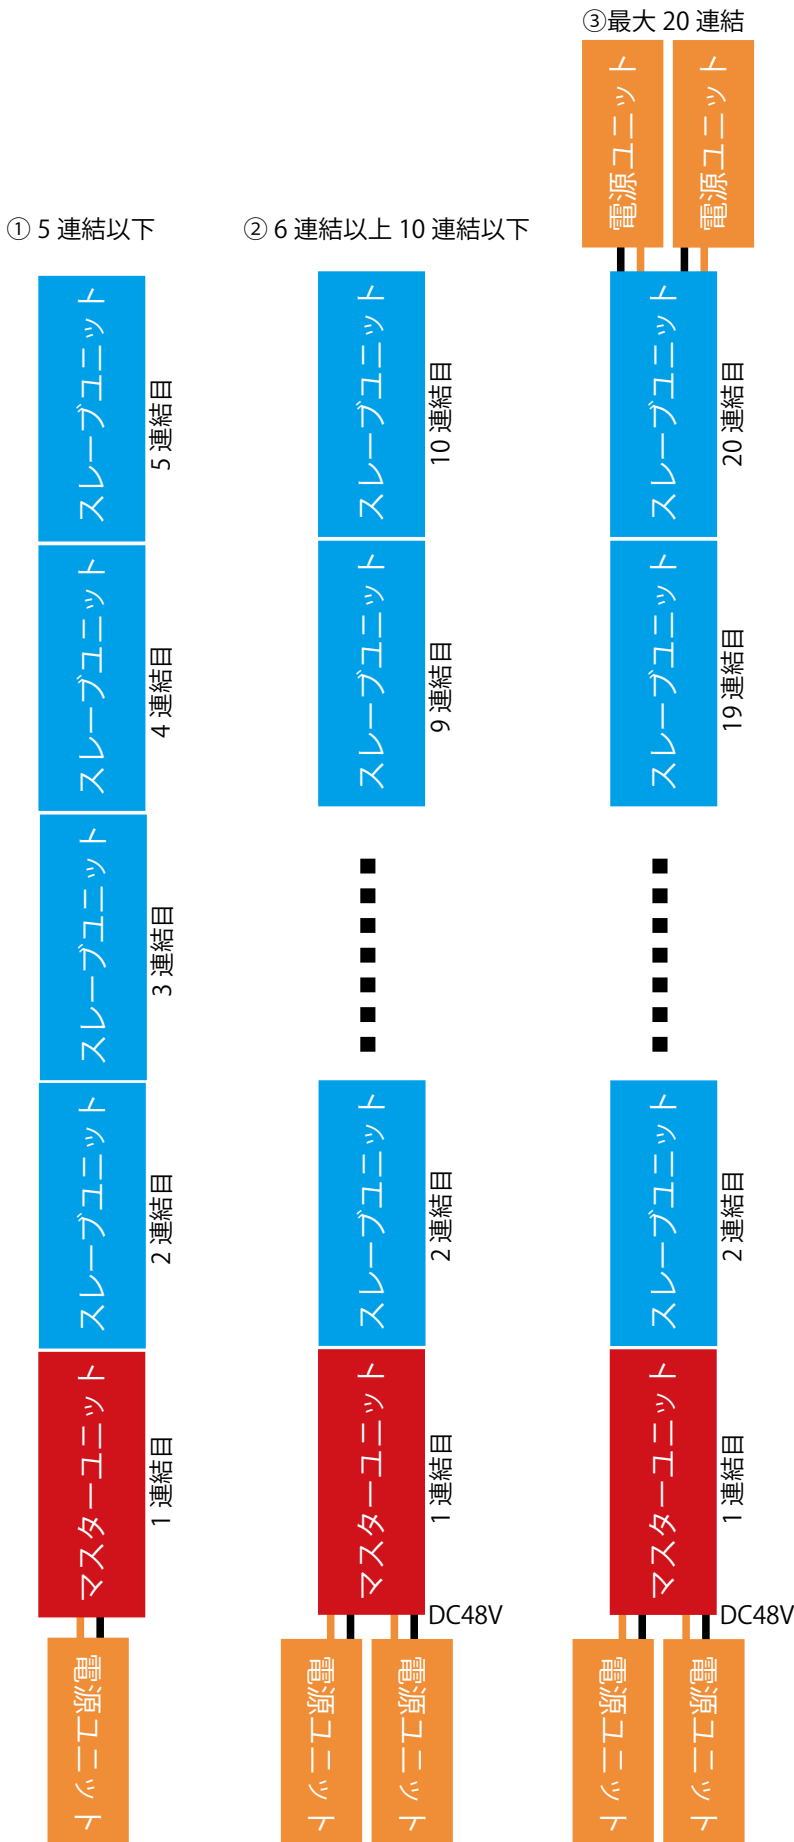 ① 5 連結以下
スレーブユニット
5 連結目
スレーブユニット
4 連結目
スレーブユニット
3 連結目
スレーブユニット
2 連結目
マスターユニット
1 連結目
電源ユニット
② 6 連結以上 10 連結以下
スレーブユニット
10 連結目
スレーブユニット
9 連結目
スレーブユニット
2 連結目
マスターユニット
1 連結目
DC48V
電源ユニット
電源ユニット
③最大 20 連結
電源ユニット
電源ユニット
スレーブユニット
20 連結目
スレーブユニット
19 連結目
スレーブユニット
2 連結目
マスターユニット
1 連結目
DC48V
電源ユニット
電源ユニット